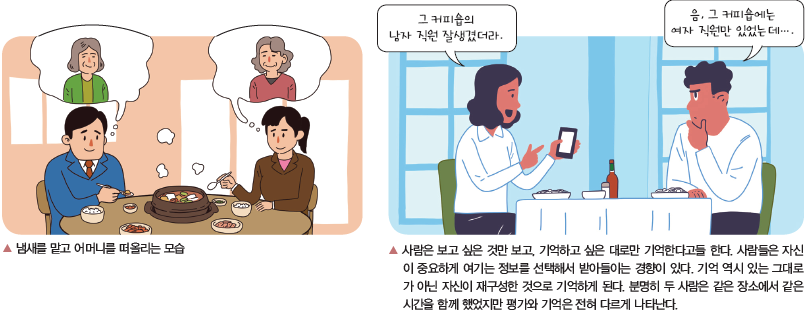 그 커피숍의
남자 직원 잘생겼더라.
음, 그 커피숍에는
여자 직원만 있었는데….
▲ 냄새를 맡고 어머니를 떠올리는 모습
▲ 사람은 보고 싶은 것만 보고, 기억하고 싶은 대로만 기억한다고들 한다. 사람들은 자신
이 중요하게 여기는 정보를 선택해서 받아들이는 경향이 있다. 기억 역시 있는 그대로
가 아닌 자신이 재구성한 것으로 기억하게 된다. 분명히 두 사람은 같은 장소에서 같은
시간을 함께 했었지만 평가와 기억은 전혀 다르게 나타난다.